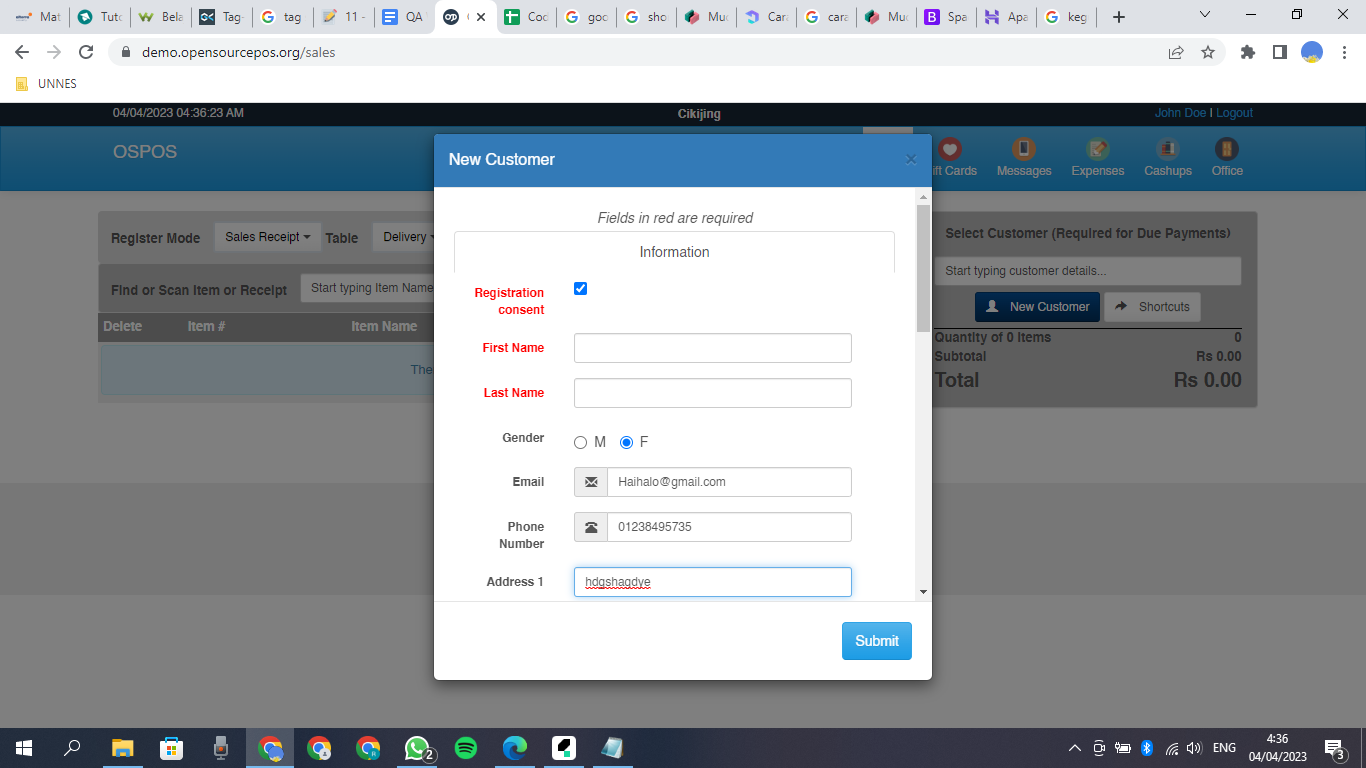 Mat
Tuto
Bela
Tag-
tag
11 -
QA
Cod
goo
sho
Muc
Cara
cara
Muc
Spa
Apa
keg
demo.opensourcepos.org/sales
UNNES
04/04/2023 04:36:23 AM
Cikijing
John Doe | Logout
OSPOS
ift Cards
Messages
Expenses
Cashups
Office
New Customer
×
Fields in red are required
Information
Registration
consent
First Name
Last Name
Gender
M
F
Email
Haihalo@gmail.com
Phone
Number
01238495735
Address 1
hdgshagdye
Submit
Register Mode
Sales Receipt
Table
Delivery
Find or Scan Item or Receipt
Start typing Item Name
Delete
Item #
Item Name
The
Select Customer (Required for Due Payments)
Start typing customer details...
New Customer
Shortcuts
Quantity of 0 Items 0
Subtotal Rs 0.00
Total Rs 0.00
2
ENG
4:36
04/04/2023
3